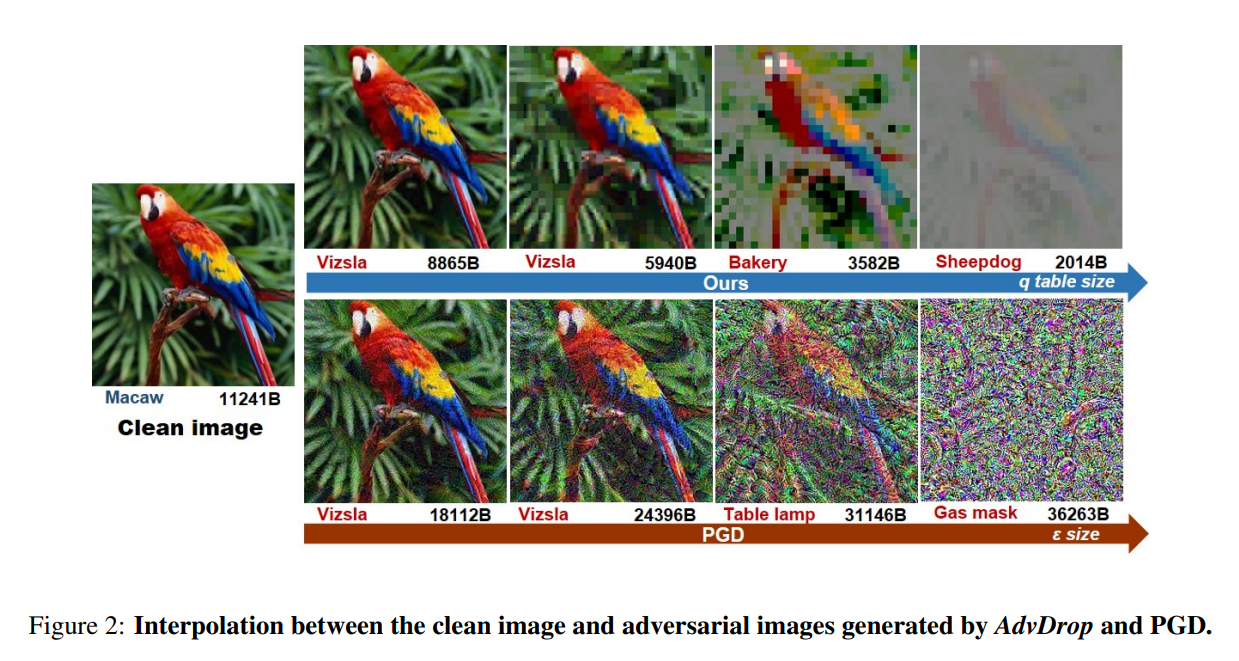 Vizsla 8865B Vizsla 5940B Bakery 3582B Sheepdog 2014B
Ours q table size
Macaw 11241B
Clean image
Vizsla 18112B Vizsla 24396B Table lamp 31146B Gas mask 36263B
PGD ε size
Figure 2: Interpolation between the clean image and adversarial images generated by AdvDrop and PGD.